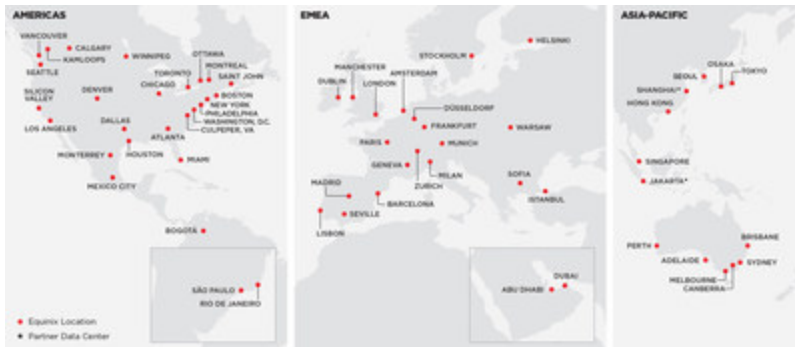 AMERICAS
VANCOUVER
CALGARY
KAMLOOPS
SEATTLE
WINNIPEG
OTTAWA
MONTREAL
TORONTO
SAINT JOHN
CHICAGO
SILICON
VALLEY
DENVER
BOSTON
NEW YORK
PHILADELPHIA
WASHINGTON, D.C.
CULPEPER, VA
LOS ANGELES
DALLAS
ATLANTA
MONTERREY
HOUSTON
MIAMI
MEXICO CITY
BOGOTÁ
SÃO PAULO
RIO DE JANEIRO
Equinix Location
Partner Data Center
EMEA
HELSINKI
STOCKHOLM
MANCHESTER
DUBLIN
AMSTERDAM
LONDON
DÜSSELDORF
FRANKFURT
WARSAW
PARIS
MUNICH
GENEVA
MILAN
ZURICH
SOFIA
MADRID
ISTANBUL
BARCELONA
SEVILLE
LISBON
DUBAI
ABU DHABI
ASIA-PACIFIC
OSAKA
TOKYO
SEOUL
SHANGHAI*
HONG KONG
SINGAPORE
JAKARTA*
BRISBANE
PERTH
ADELAIDE
SYDNEY
MELBOURNE
CANBERRA